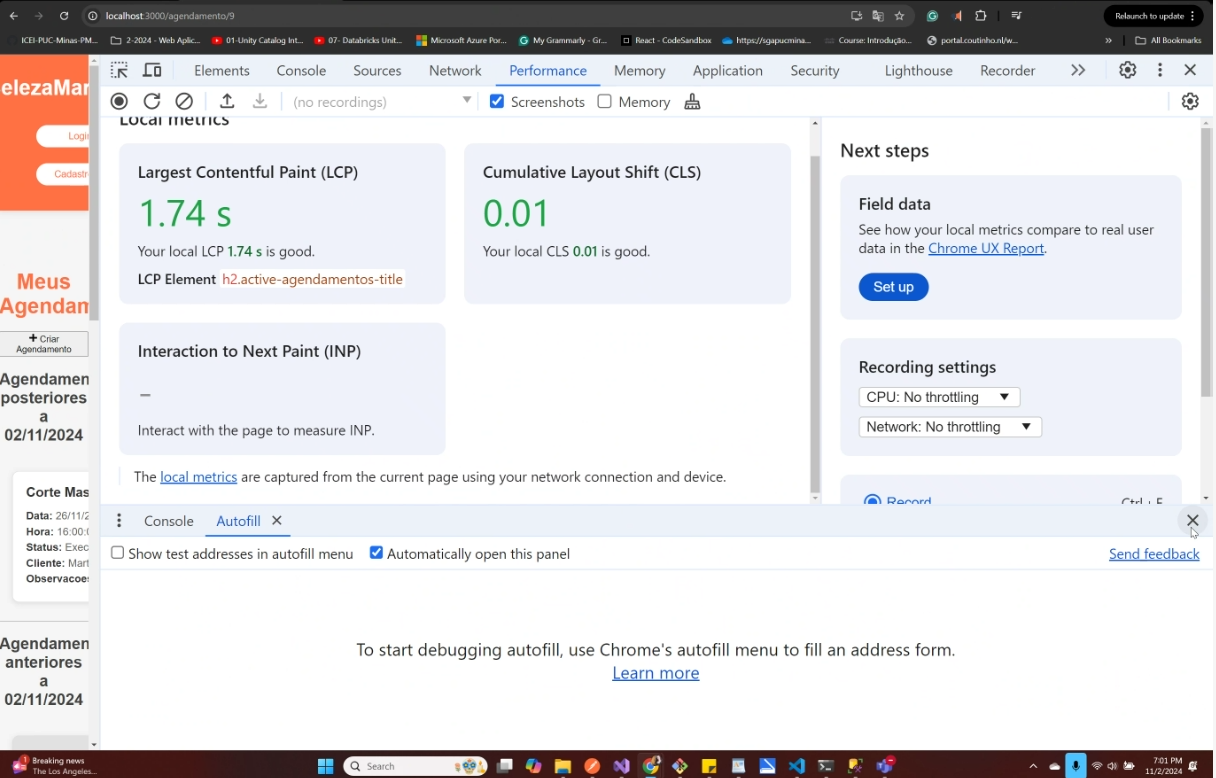 localhost:3000/agendamento/9
Relaunch to update
ICEI-PUC-Minas-PM...
2-2024 - Web Aplic...
01-Unity Catalog Int...
07- Databricks Unit...
Microsoft Azure Por...
My Grammarly - Gr...
React - CodeSandbox
https://sgapucmina...
Course: Introdução...
portal.coutinho.nl/w...
»
All Bookmarks
elezaMar
Login
Cadastr
Meus
Agendam
+ Criar
Agendamento
Agendamen
posteriores
a
02/11/2024
Corte Mas
Data: 26/11/2
Hora: 16:00:0
Status: Exec
Cliente: Mart
Observacoes
Agendamen
anteriores
a
02/11/2024
Elements
Console
Sources
Network
Performance
Memory
Application
Security
Lighthouse
Recorder
(no recordings)
Screenshots
Memory
Local metrics
Largest Contentful Paint (LCP)
1.74 s
Your local LCP 1.74 s is good.
LCP Element h2.active-agendamentos-title
Cumulative Layout Shift (CLS)
0.01
Your local CLS 0.01 is good.
Interaction to Next Paint (INP)
–
Interact with the page to measure INP.
The local metrics are captured from the current page using your network connection and device.
Next steps
Field data
See how your local metrics compare to real user
data in the Chrome UX Report.
Set up
Recording settings
CPU: No throttling
Network: No throttling
Record
Ctrl + E
Console
Autofill
Show test addresses in autofill menu
Automatically open this panel
Send feedback
To start debugging autofill, use Chrome's autofill menu to fill an address form.
Learn more
Breaking news
The Los Angeles...
Search
7:01 PM
11/2/2024